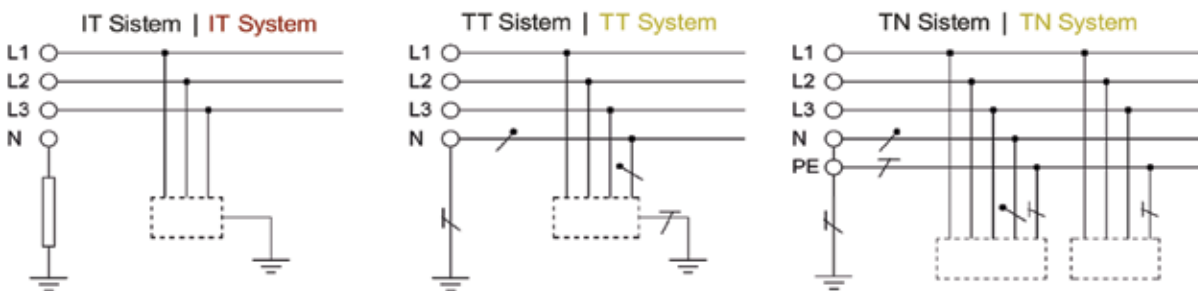 IT Sistem | IT System
L1
L2
L3
N
TT Sistem | TT System
L1
L2
L3
N
TN Sistem | TN System
L1
L2
L3
N
PE